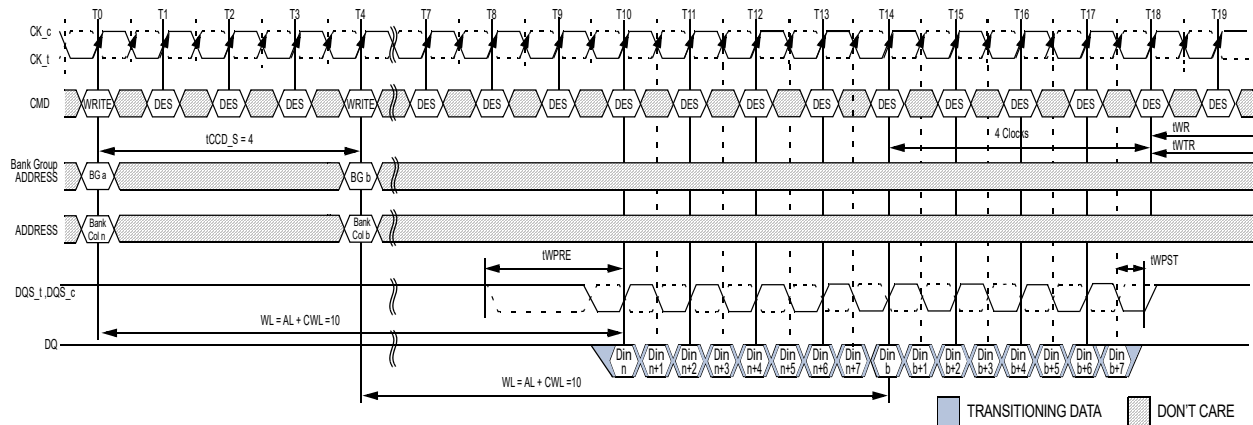 T0 T1 T2 T3 T4 T7 T8 T9 T10 T11 T12 T13 T14 T15 T16 T17 T18 T19
CK_c
CK_t
CMD WRITE DES DES DES WRITE DES DES DES DES DES DES DES DES DES DES DES DES DES
tCCD_S = 4 4 Clocks tWR
tWTR
Bank Group
ADDRESS BG a BG b
ADDRESS Bank
Col n Bank
Col b
tWPRE tWPST
DQS_t ,DQS_c
WL = AL + CWL =10
DQ Din
n Din
n+1 Din
n+2 Din
n+3 Din
n+4 Din
n+5 Din
n+6 Din
n+7 Din
b Din
b+1 Din
b+2 Din
b+3 Din
b+4 Din
b+5 Din
b+6 Din
b+7
WL = AL + CWL =10
TRANSITIONING DATA DON'T CARE